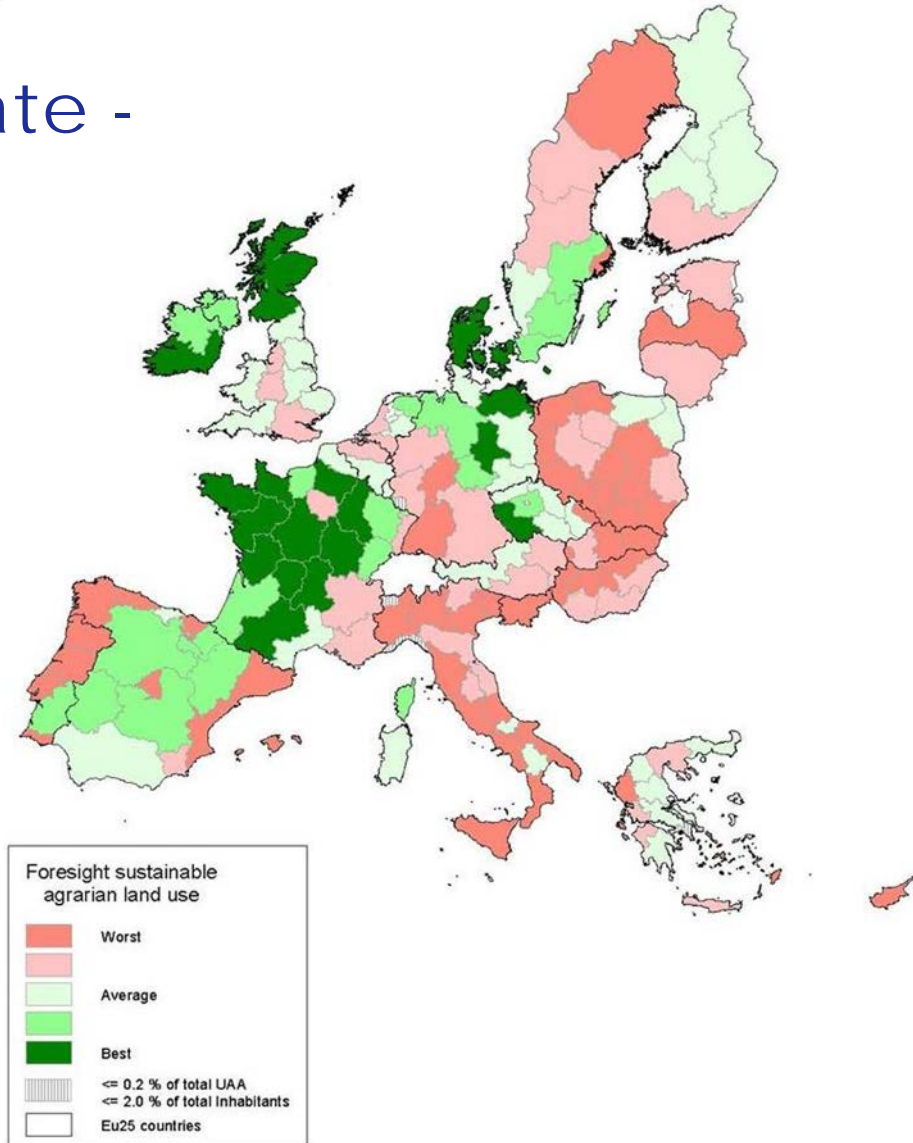 ate -
Foresight sustainable
agrarian land use
Worst
Average
Best
<= 0.2 % of total UAA
<= 2.0 % of total Inhabitants
Eu25 countries